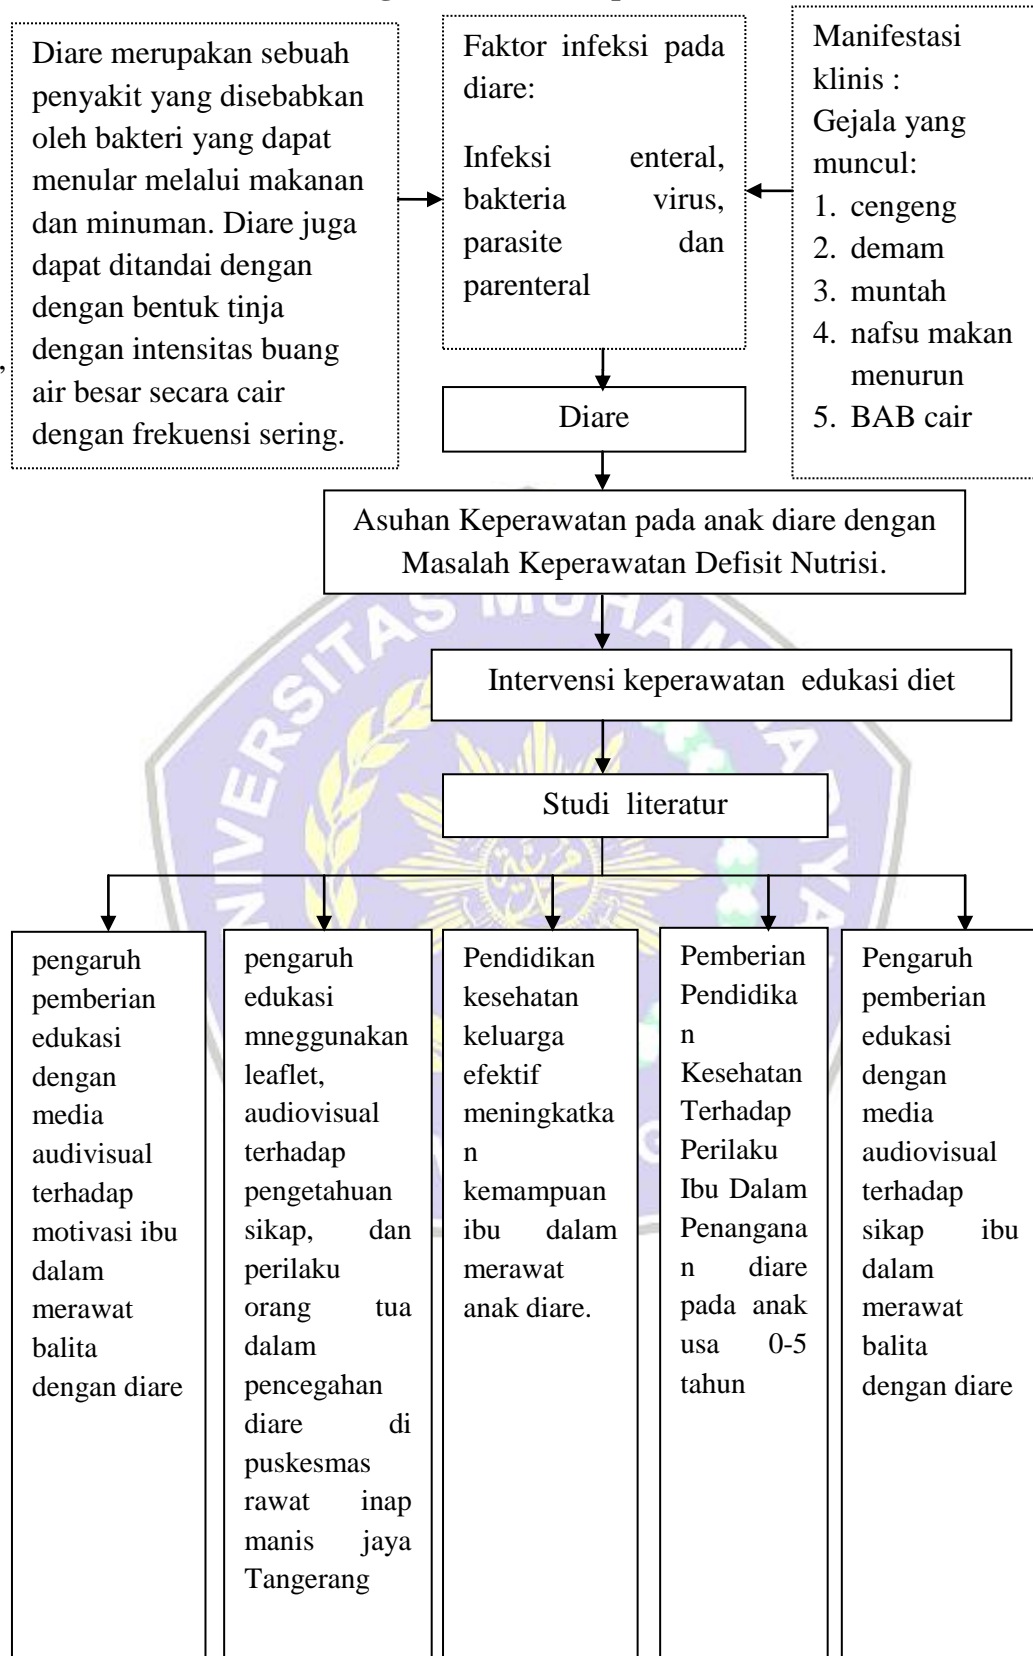 Diare merupakan sebuah
penyakit yang disebabkan
oleh bakteri yang dapat
menular melalui makanan
dan minuman. Diare juga
dapat ditandai dengan
dengan bentuk tinja
dengan intensitas buang
air besar secara cair
dengan frekuensi sering.
,
Faktor infeksi pada
diare:
Infeksi enteral,
bakteria virus,
parasite dan
parenteral
Manifestasi
klinis :
Gejala yang
muncul:
1. cengeng
2. demam
3. muntah
4. nafsu makan
menurun
5. BAB cair
Diare
Asuhan Keperawatan pada anak diare dengan
Masalah Keperawatan Defisit Nutrisi.
Intervensi keperawatan edukasi diet
Studi literatur
pengaruh
pemberian
edukasi
dengan
media
audivisual
terhadap
motivasi ibu
dalam
merawat
balita
dengan diare
pengaruh
edukasi
mneggunakan
leaflet,
audiovisual
terhadap
pengetahuan
sikap, dan
perilaku
orang tua
dalam
pencegahan
diare di
puskesmas
rawat inap
manis jaya
Tangerang
Pendidikan
kesehatan
keluarga
efektif
meningkatka
n
kemampuan
ibu dalam
merawat
anak diare.
Pemberian
Pendidika
n
Kesehatan
Terhadap
Perilaku
Ibu Dalam
Penangana
n diare
pada anak
usa 0-5
tahun
Pengaruh
pemberian
edukasi
dengan
media
audiovisual
terhadap
sikap ibu
dalam
merawat
balita
dengan diare